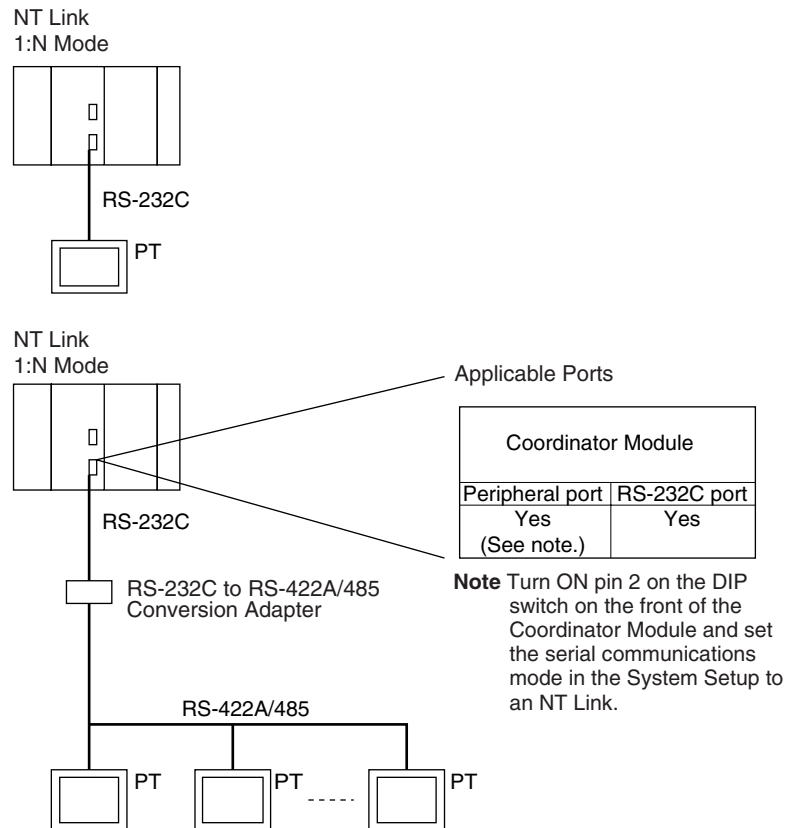 NT Link
1:N Mode
RS-232C
PT
NT Link
1:N Mode
Applicable Ports
Coordinator Module
Peripheral port RS-232C port
Yes Yes
(See note.)
RS-232C
Note Turn ON pin 2 on the DIP
switch on the front of the
Coordinator Module and set
the serial communications
mode in the System Setup to
an NT Link.
RS-232C to RS-422A/485
Conversion Adapter
RS-422A/485
PT PT PT